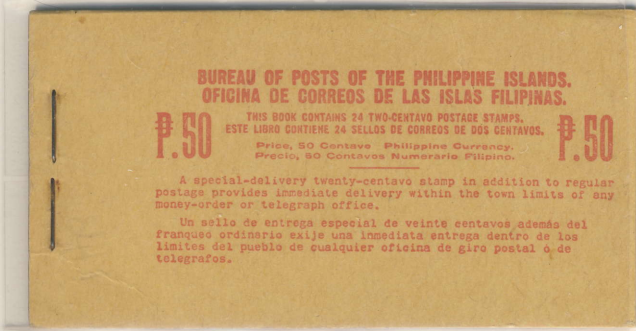 BUREAU OF POSTS OF THE PHILIPPINE ISLANDS.
OFICINA DE CORREOS DE LAS ISLAS FILIPINAS.
₱.50
THIS BOOK CONTAINS 24 TWO-CENTAVO POSTAGE STAMPS.
ESTE LIBRO CONTIENE 24 SELLOS DE CORREOS DE DOS CENTAVOS.
Price, 50 Centavo Philippine Currency.
Precio, 50 Centavos Numerario Filipino.
₱.50
A special-delivery twenty-centavo stamp in addition to regular
postage provides immediate delivery within the town limits of any
money-order or telegraph office.
Un sello de entrega especial de veinte centavos además del
franqueo ordinario exije una inmediata entrega dentro de los
límites del pueblo de cualquier oficina de giro postal ó de
telégrafos.